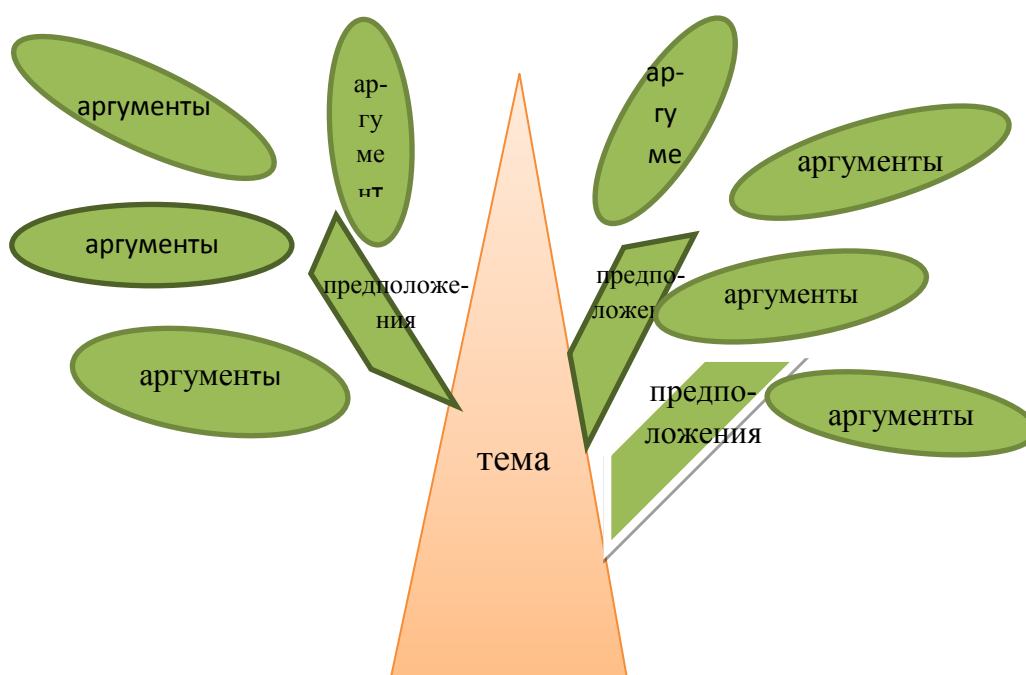 аргументы
ар-
гу
ме
нт
ар-
гу
ме
аргументы
аргументы
предположе-
ния
предпо-
ложен
аргументы
аргументы
предпо-
ложения
аргументы
тема